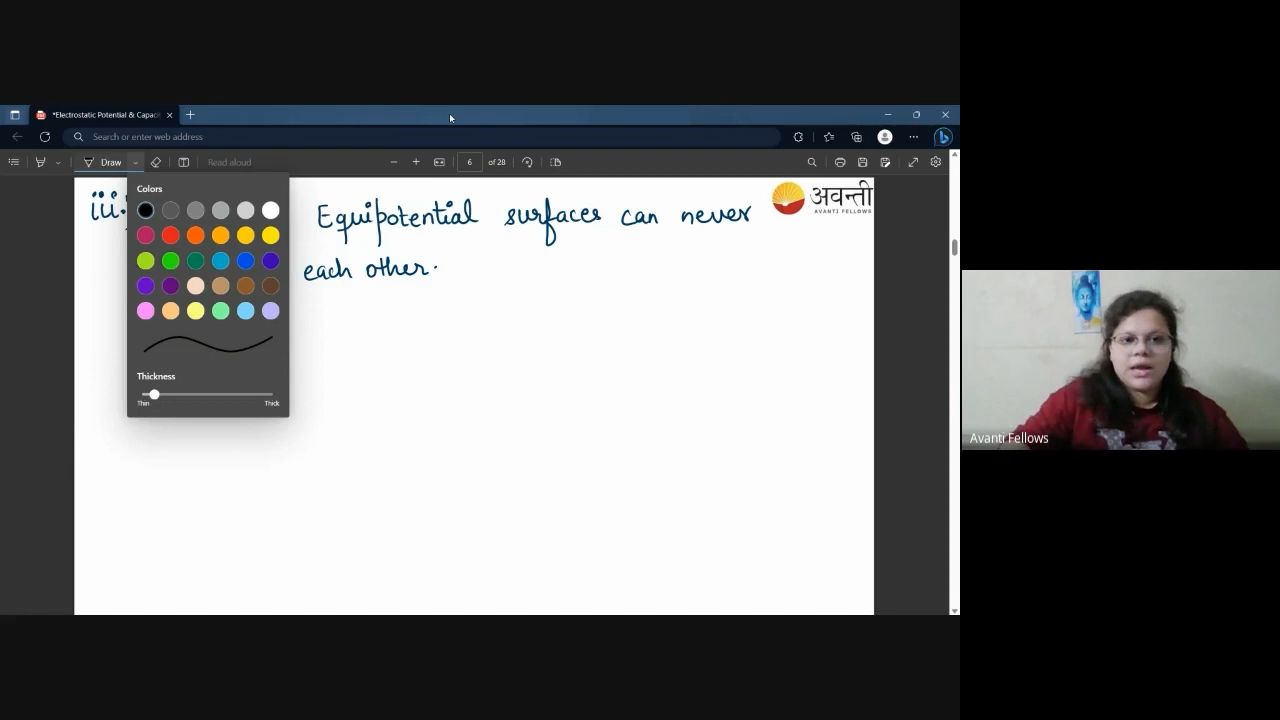 *Electrostatic Potential & Capaci
Search or enter web address
Draw
Read aloud
6 of 28
Colors
Thickness
Thin Thick
iii.
Equipotential surfaces can never
each other.
अवन्ती
AVANTI FELLOWS
Avanti Fellows